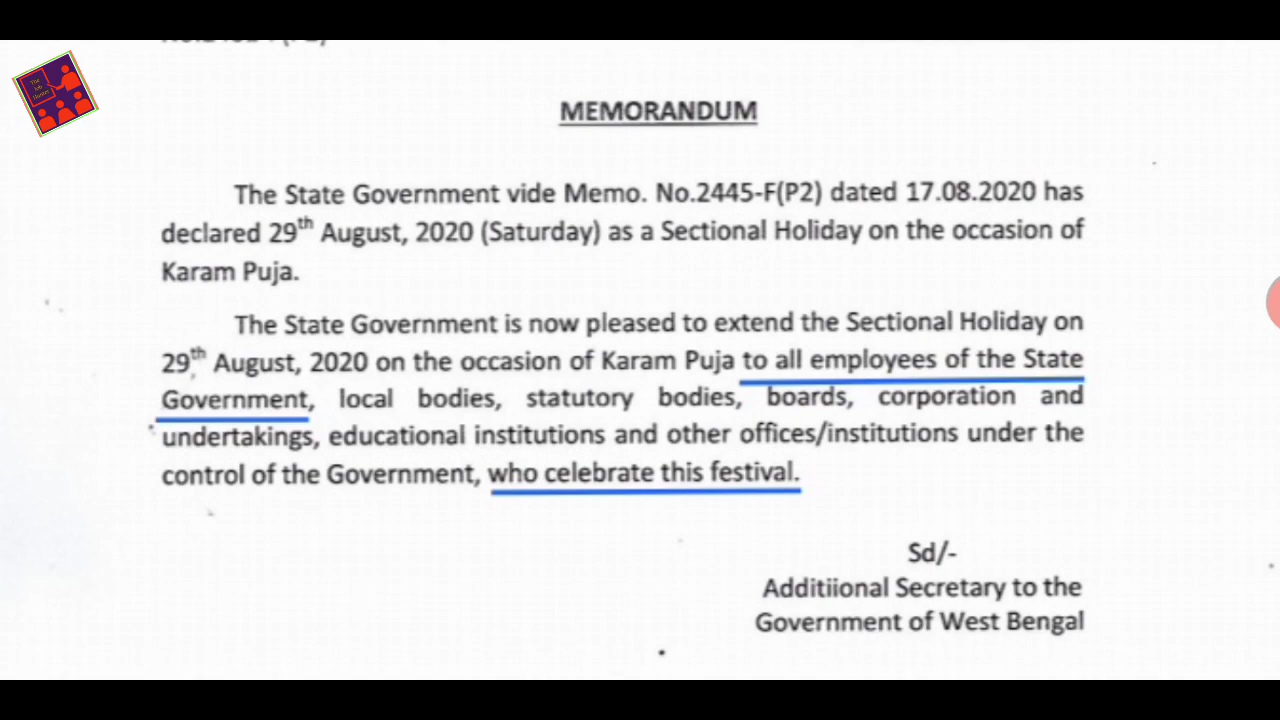 MEMORANDUM
The State Government vide Memo. No.2445-F(P2) dated 17.08.2020 has
declared 29th August, 2020 (Saturday) as a Sectional Holiday on the occasion of
Karam Puja.
The State Government is now pleased to extend the Sectional Holiday on
29th August, 2020 on the occasion of Karam Puja to all employees of the State
Government, local bodies, statutory bodies, boards, corporation and
undertakings, educational institutions and other offices/institutions under the
control of the Government, who celebrate this festival.
Sd/-
Additiional Secretary to the
Government of West Bengal